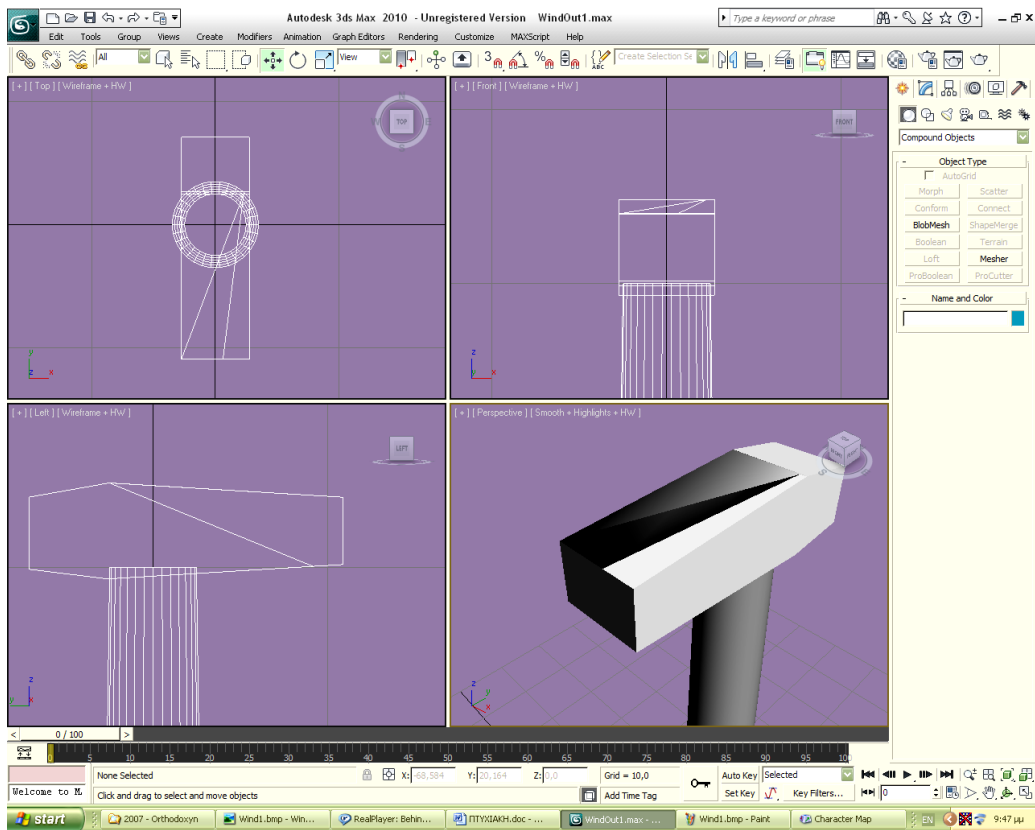 Autodesk 3ds Max 2010 - Unregistered Version WindOut1.max
Type a keyword or phrase
Edit Tools Group Views Create Modifiers Animation Graph Editors Rendering Customize MAXScript Help
All View 3 Create Selection Se
[ + ] [ Top ] [ Wireframe + HW ]
TOP
[ + ] [ Front ] [ Wireframe + HW ]
FRONT
Compound Objects
- Object Type
AutoGrid
Morph Scatter
Conform Connect
BlobMesh ShapeMerge
Boolean Terrain
Loft Mesher
ProBoolean ProCutter
- Name and Color
y
z x
z
y x
[ + ] [ Left ] [ Wireframe + HW ]
LEFT
[ + ] [ Perspective ] [ Smooth + Highlights + HW ]
TOP
S
z
y x
z
y
x
< 0 / 100 >
0 5 10 15 20 25 30 35 40 45 50 55 60 65 70 75 80 85 90 95 100
None Selected X: -68,584 Y: 20,164 Z: 0,0 Grid = 10,0 Auto Key Selected
Welcome to M. Click and drag to select and move objects Add Time Tag Set Key Key Filters... 0
start 2007 - Orthodoxyn Wind1.bmp - Win... RealPlayer: Behin... ΠΤΥΧΙΑΚΗ.doc - ... WindOut1.max - ... Wind1.bmp - Paint Character Map EN 9:47 μμ